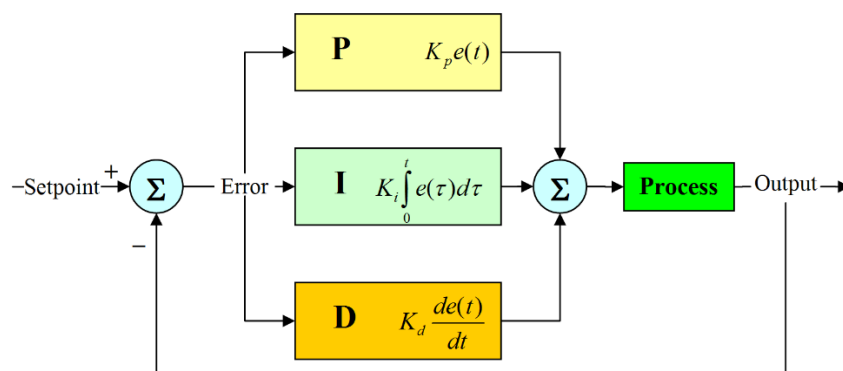 P K_p e(t)
–Setpoint + Σ – Error I K_i ∫_0^t e(τ)dτ Σ Process Output
D K_d de(t)/dt